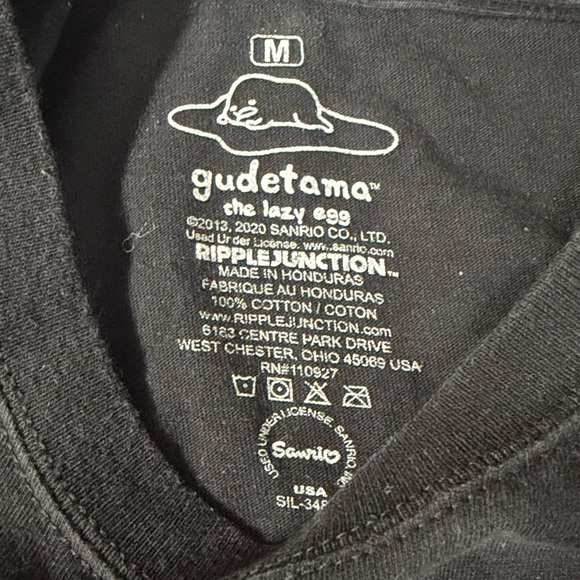 M
gudetama™
the lazy egg
©2013, 2020 SANRIO CO., LTD.
Used Under License. www.sanrio.com
RIPPLEJUNCTION™
MADE IN HONDURAS
FABRIQUE AU HONDURAS
100% COTTON / COTON
www.RIPPLEJUNCTION.com
6183 CENTRE PARK DRIVE
WEST CHESTER, OHIO 45069 USA
RN#110927
USED UNDER LICENSE. SANRIO, INC.
Sanrio
USA